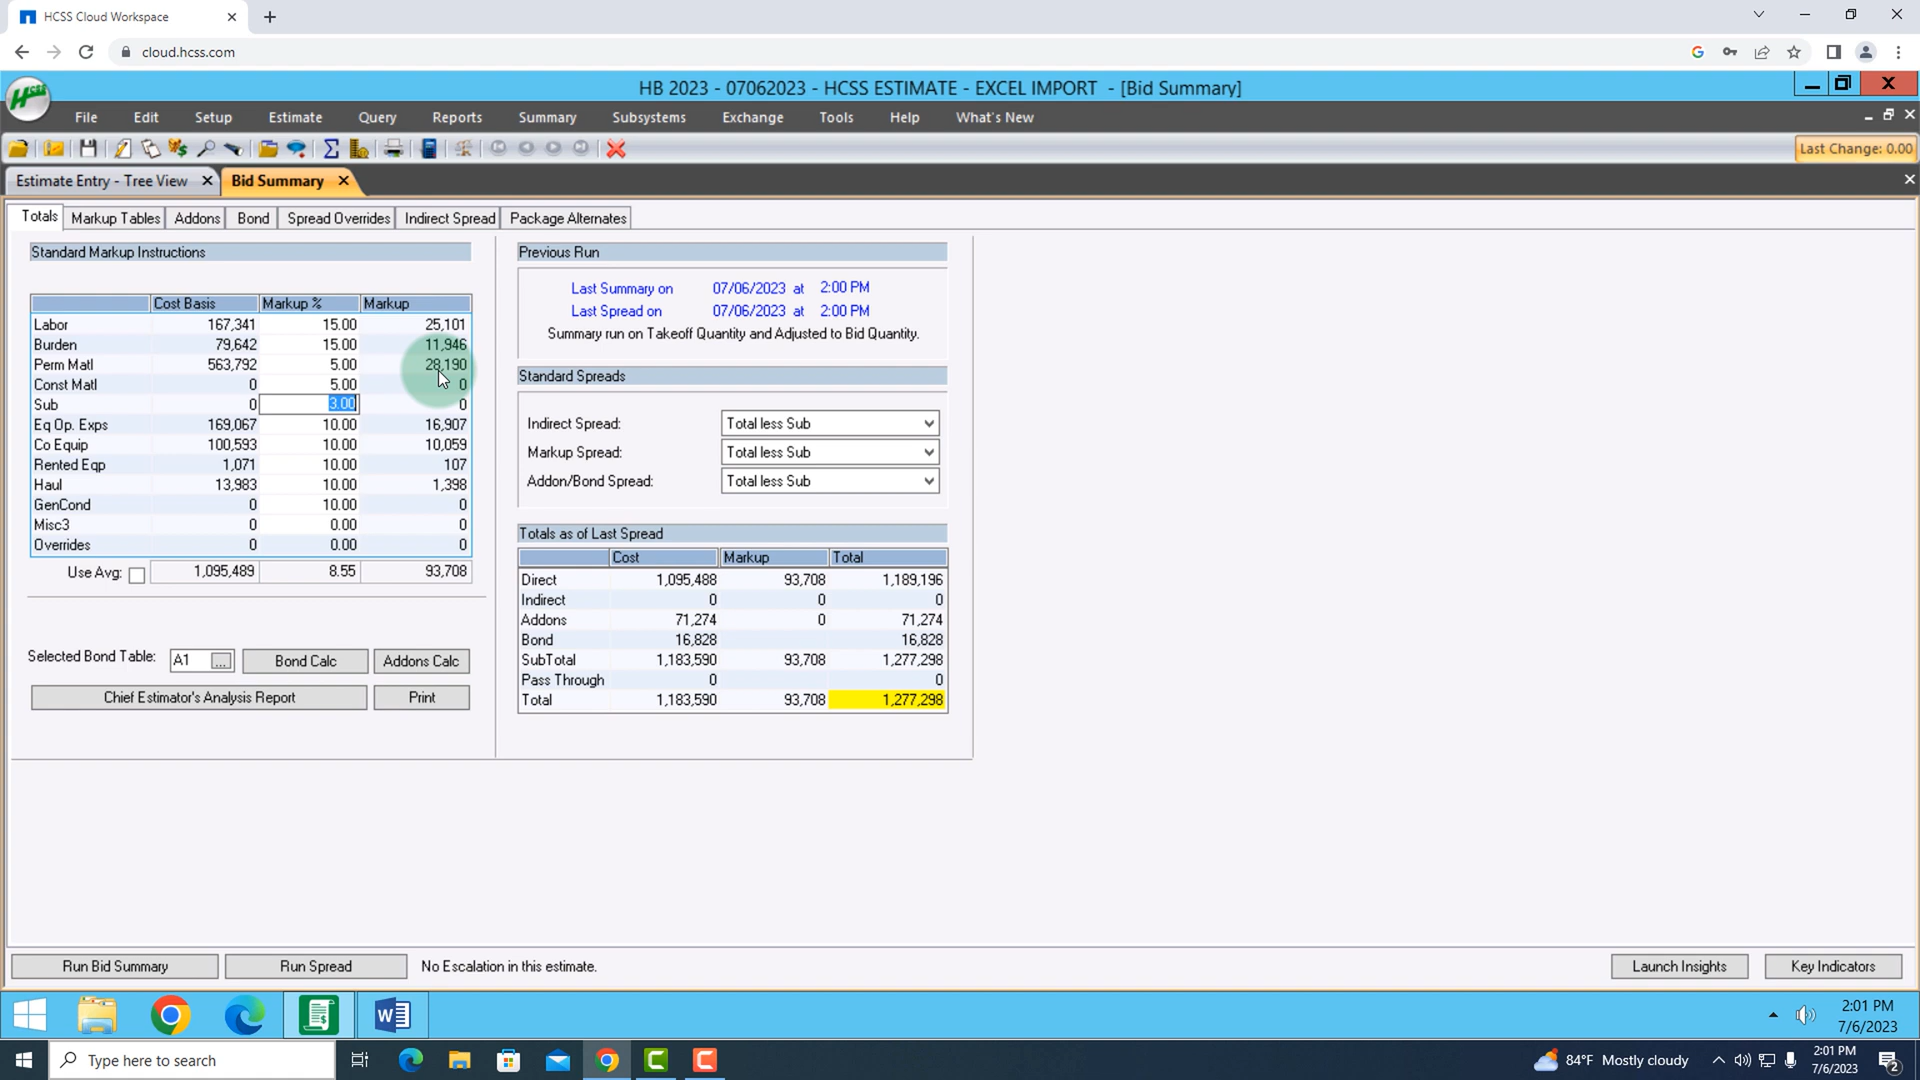 HCSS Cloud Workspace
cloud.hcss.com
HB 2023 - 07062023 - HCSS ESTIMATE - EXCEL IMPORT - [Bid Summary]
File Edit Setup Estimate Query Reports Summary Subsystems Exchange Tools Help What's New
Last Change: 0.00
Estimate Entry - Tree View Bid Summary
Totals Markup Tables Addons Bond Spread Overrides Indirect Spread Package Alternates
Standard Markup Instructions
Cost Basis Markup % Markup
Labor 167,341 15.00 25,101
Burden 79,642 15.00 11,946
Perm Matl 563,792 5.00 28,190
Const Matl 0 5.00 0
Sub 0 3.00 0
Eq Op. Exps 169,067 10.00 16,907
Co Equip 100,593 10.00 10,059
Rented Eqp 1,071 10.00 107
Haul 13,983 10.00 1,398
GenCond 0 10.00 0
Misc3 0 0.00 0
Overrides 0 0.00 0
Use Avg: 1,095,489 8.55 93,708
Selected Bond Table: A1 ... Bond Calc Addons Calc
Chief Estimator's Analysis Report Print
Previous Run
Last Summary on 07/06/2023 at 2:00 PM
Last Spread on 07/06/2023 at 2:00 PM
Summary run on Takeoff Quantity and Adjusted to Bid Quantity.
Standard Spreads
Indirect Spread: Total less Sub
Markup Spread: Total less Sub
Addon/Bond Spread: Total less Sub
Totals as of Last Spread
Cost Markup Total
Direct 1,095,488 93,708 1,189,196
Indirect 0 0 0
Addons 71,274 0 71,274
Bond 16,828 16,828
SubTotal 1,183,590 93,708 1,277,298
Pass Through 0 0
Total 1,183,590 93,708 1,277,298
Run Bid Summary Run Spread No Escalation in this estimate. Launch Insights Key Indicators
2:01 PM
7/6/2023
Type here to search
84°F Mostly cloudy
2:01 PM
7/6/2023
2